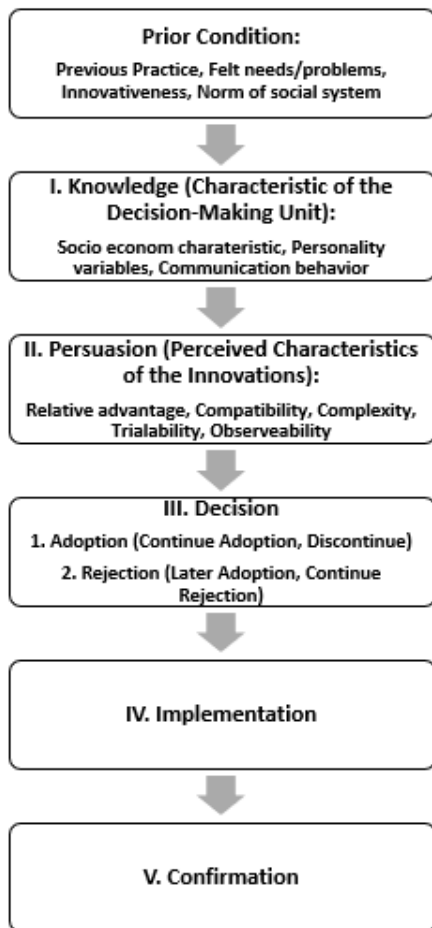 Prior Condition:
Previous Practice, Felt needs/problems,
Innovativeness, Norm of social system
I. Knowledge (Characteristic of the
Decision-Making Unit):
Socio econom charateristic, Personality
variables, Communication behavior
II. Persuasion (Perceived Characteristics
of the Innovations):
Relative advantage, Compatibility, Complexity,
Trialability, Observeability
III. Decision
1. Adoption (Continue Adoption, Discontinue)
2. Rejection (Later Adoption, Continue
Rejection)
IV. Implementation
V. Confirmation